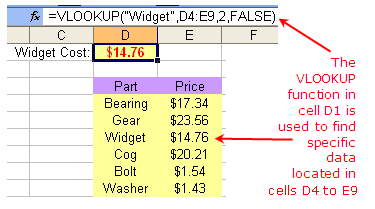 fx =VLOOKUP("Widget",D4:E9,2,FALSE)
C D E F
Widget Cost: $14.76
Part Price
Bearing $17.34
Gear $23.56
Widget $14.76
Cog $20.21
Bolt $1.54
Washer $1.43
The
VLOOKUP
function in
cell D1 is
used to find
specific
data
located in
cells D4 to E9